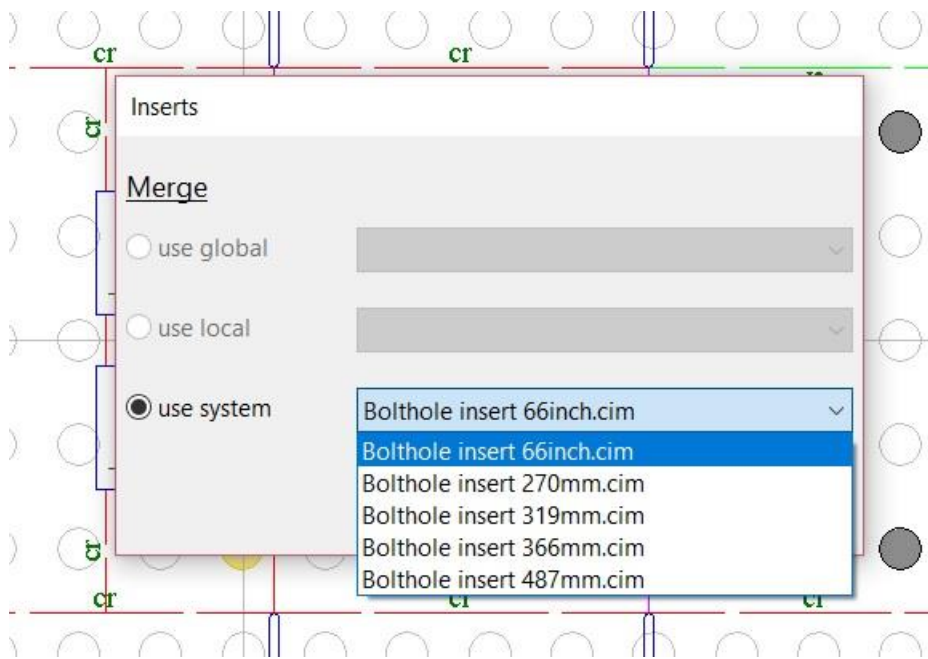 cr cr
cr
Inserts
Merge
use global
use local
use system Bolthole insert 66inch.cim
Bolthole insert 66inch.cim
Bolthole insert 270mm.cim
Bolthole insert 319mm.cim
Bolthole insert 366mm.cim
Bolthole insert 487mm.cim
cr
cr